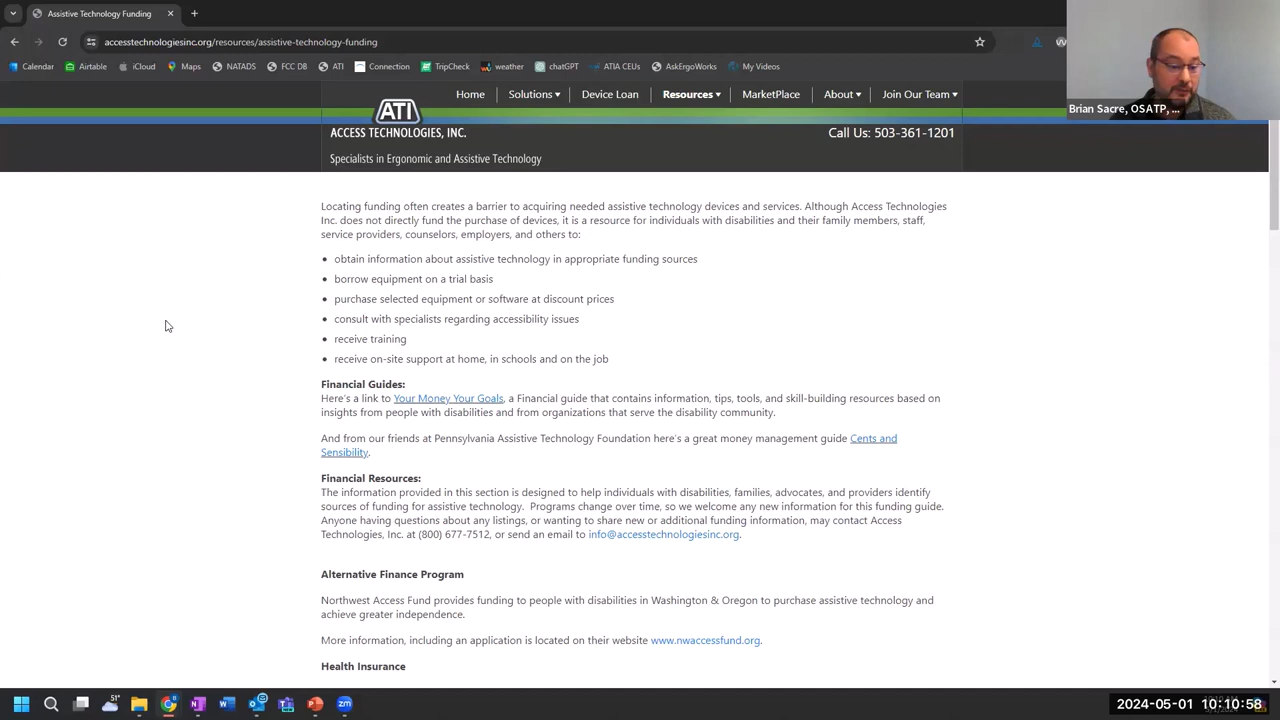 Assistive Technology Funding
accesstechnologiesinc.org/resources/assistive-technology-funding
Calendar Airtable iCloud Maps NATADS FCC DB ATI Connection TripCheck weather chatGPT ATIA CEUs AskErgoWorks My Videos
Brian Sacre, OSATP, ...
Home Solutions Device Loan Resources MarketPlace About Join Our Team
ATI
ACCESS TECHNOLOGIES, INC. Call Us: 503-361-1201
Specialists in Ergonomic and Assistive Technology
Locating funding often creates a barrier to acquiring needed assistive technology devices and services. Although Access Technologies
Inc. does not directly fund the purchase of devices, it is a resource for individuals with disabilities and their family members, staff,
service providers, counselors, employers, and others to:
• obtain information about assistive technology in appropriate funding sources
• borrow equipment on a trial basis
• purchase selected equipment or software at discount prices
• consult with specialists regarding accessibility issues
• receive training
• receive on-site support at home, in schools and on the job
Financial Guides:
Here's a link to Your Money Your Goals, a Financial guide that contains information, tips, tools, and skill-building resources based on
insights from people with disabilities and from organizations that serve the disability community.
And from our friends at Pennsylvania Assistive Technology Foundation here's a great money management guide Cents and
Sensibility.
Financial Resources:
The information provided in this section is designed to help individuals with disabilities, families, advocates, and providers identify
sources of funding for assistive technology. Programs change over time, so we welcome any new information for this funding guide.
Anyone having questions about any listings, or wanting to share new or additional funding information, may contact Access
Technologies, Inc. at (800) 677-7512, or send an email to info@accesstechnologiesinc.org.
Alternative Finance Program
Northwest Access Fund provides funding to people with disabilities in Washington & Oregon to purchase assistive technology and
achieve greater independence.
More information, including an application is located on their website www.nwaccessfund.org.
Health Insurance
51°
2024-05-01 10:10:58